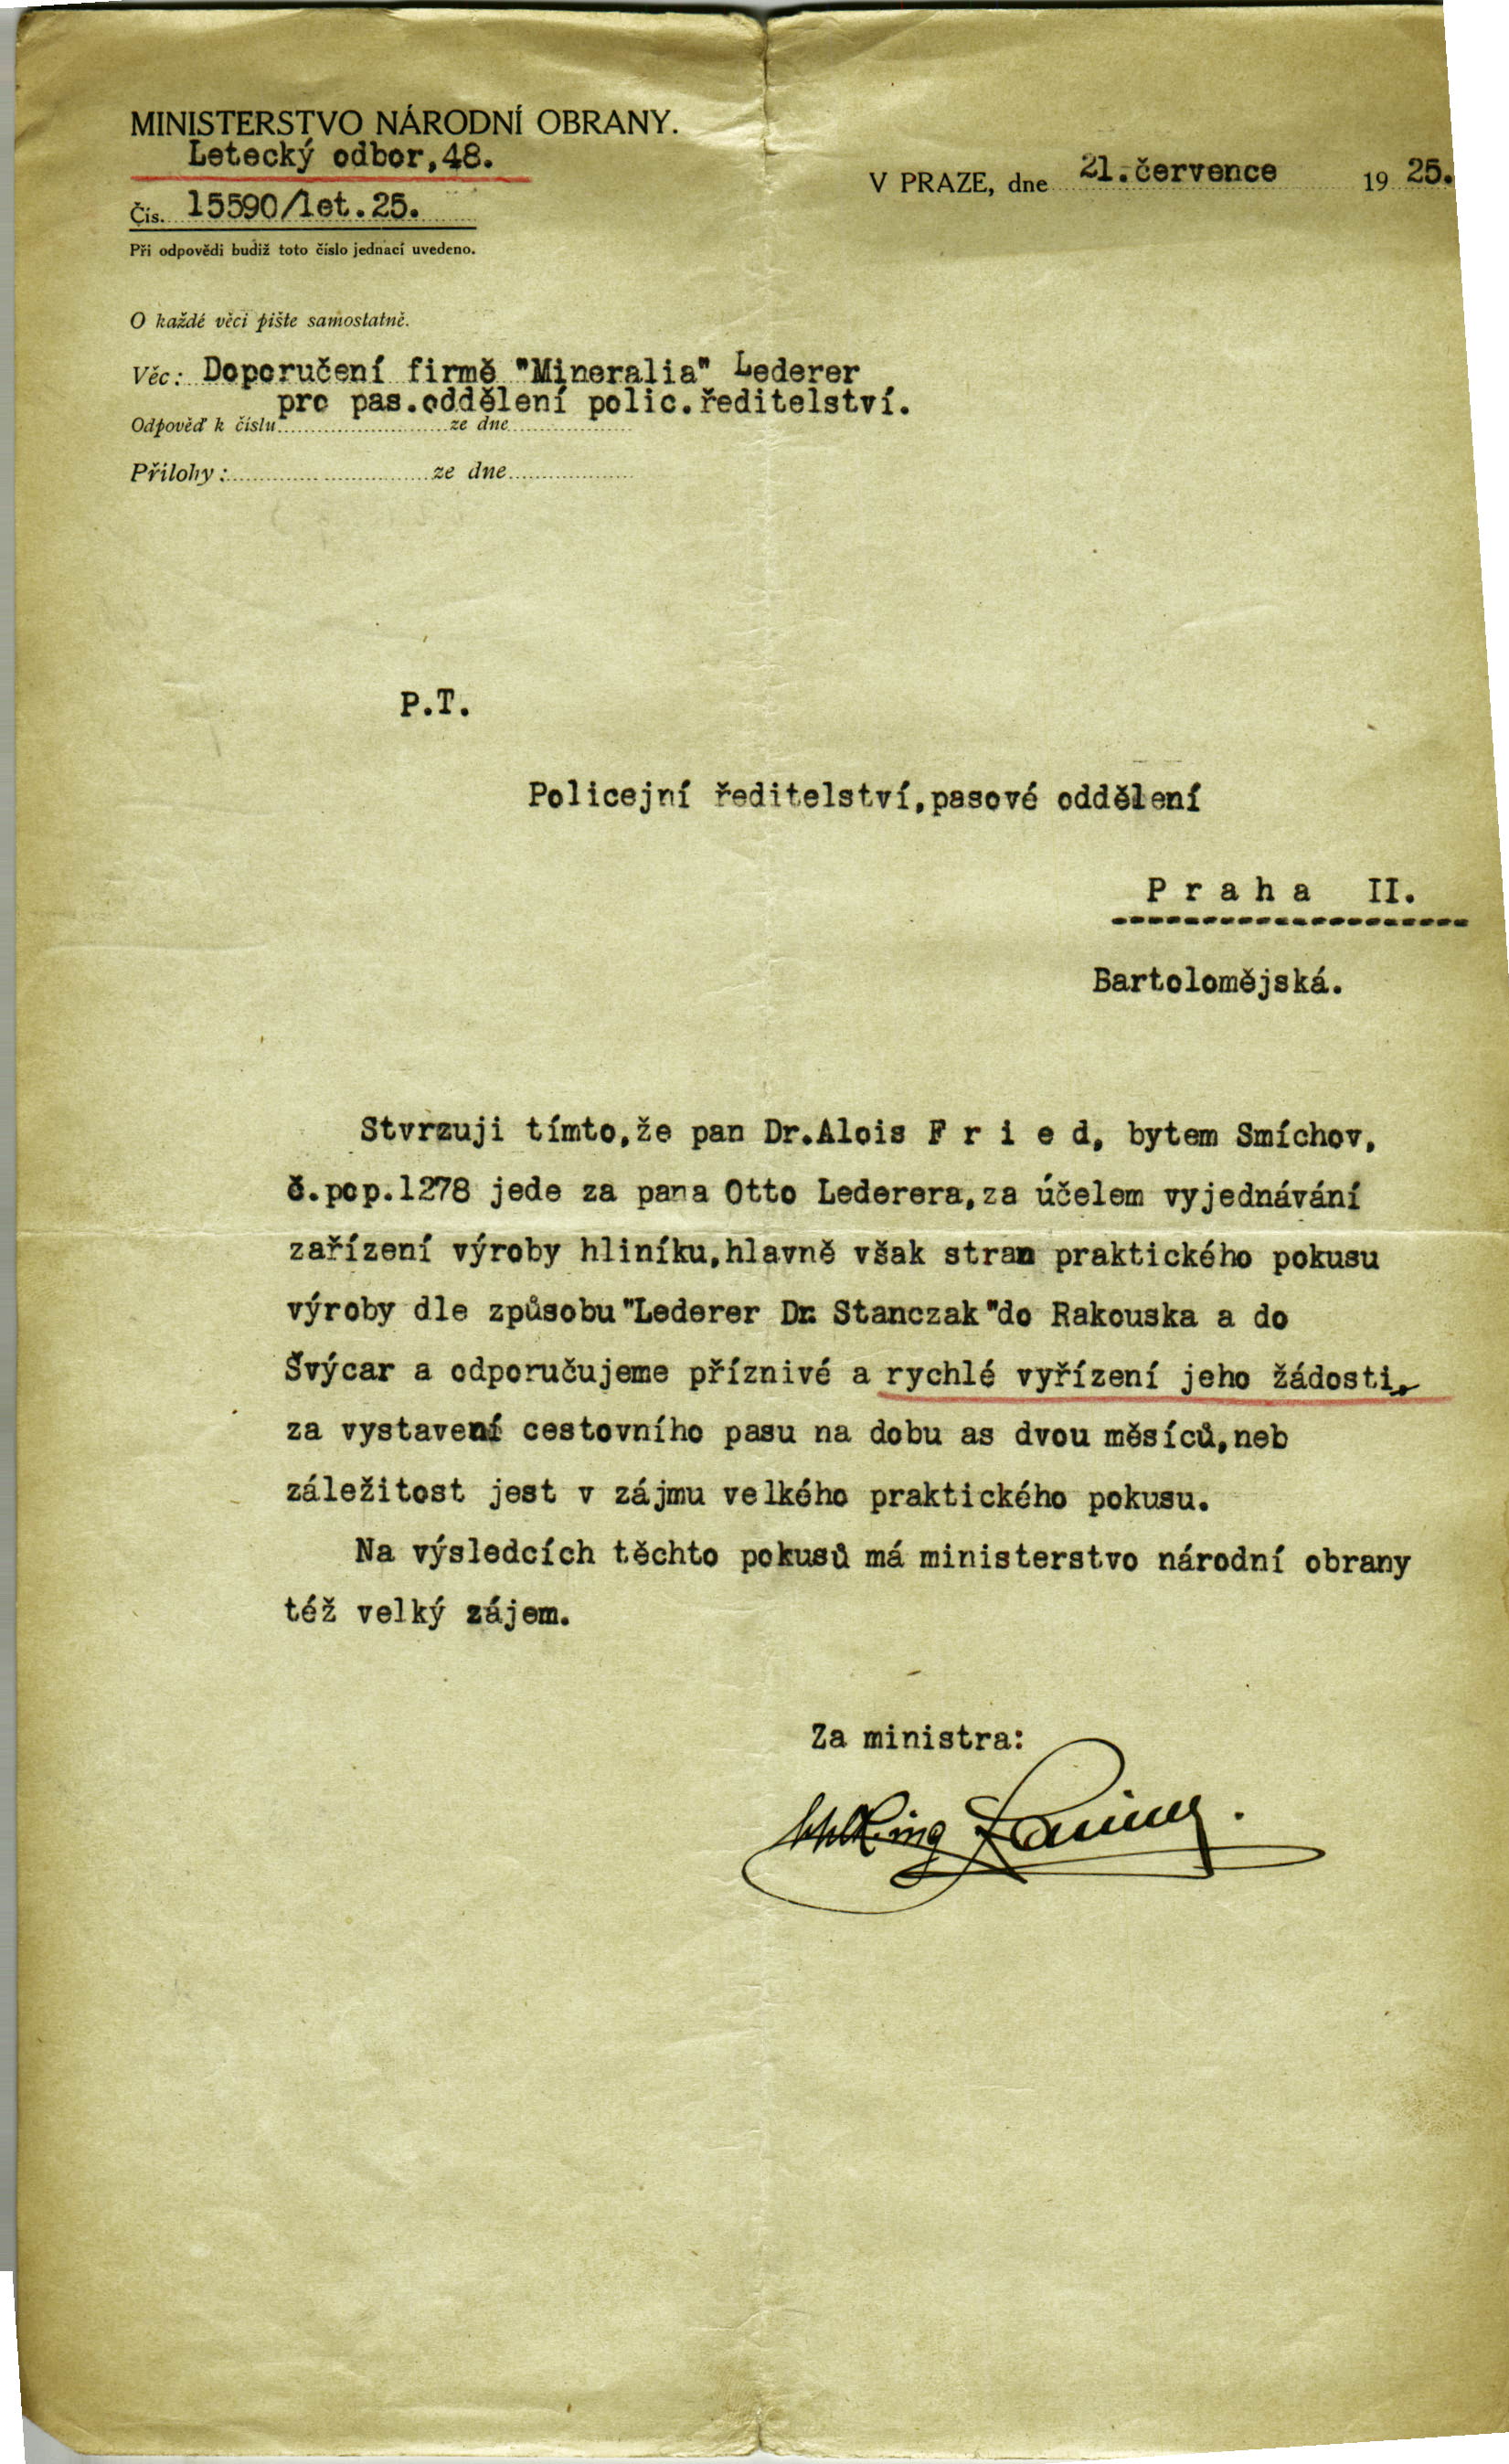 MINISTERSTVO NÁRODNÍ OBRANY.
Letecký odbor,48.
V PRAZE, dne 21.července 19 25.
Čís. 15590/let.25.
Při odpovědi budiž toto číslo jednací uvedeno.
O každé věci pište samostatně.
Věc: Doporučení firmě "Mineralia" Lederer
pro pas.oddělení polic.ředitelství.
Odpověď k číslu ze dne
Přílohy: ze dne
P.T.
Policejní ředitelství,pasové oddělení
P r a h a II.
Bartolomějská.
Stvrzuji tímto,že pan Dr.Alois F r i e d, bytem Smíchov,
č.pop.1278 jede za pana Otto Lederera,za účelem vyjednávání
zařízení výroby hliníku,hlavně však stran praktického pokusu
výroby dle způsobu "Lederer Dr. Stanczak" do Rakouska a do
Švýcar a odporučujeme příznivé a rychlé vyřízení jeho žádosti,
za vystavení cestovního pasu na dobu as dvou měsíců,neb
záležitost jest v zájmu velkého praktického pokusu.
Na výsledcích těchto pokusů má ministerstvo národní obrany
též velký zájem.
Za ministra: